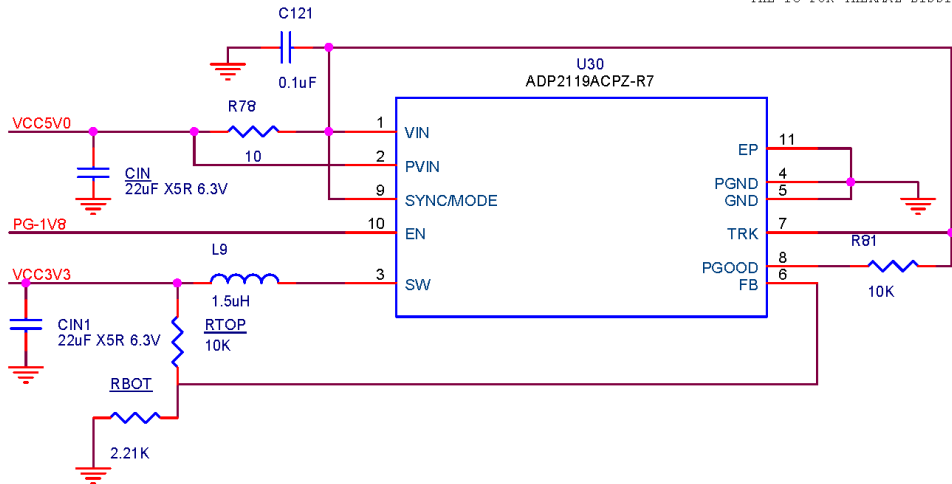 C121
0.1uF
U30
ADP2119ACPZ-R7
R78
10
VCC5V0
CIN
22uF X5R 6.3V
PG-1V8
VCC3V3
L9
1.5uH
CIN1
22uF X5R 6.3V
RTOP
10K
RBOT
2.21K
1 VIN
2 PVIN
9 SYNC/MODE
10 EN
3 SW
EP 11
PGND 4
GND 5
TRK 7
PGOOD 8
FB 6
R81
10K